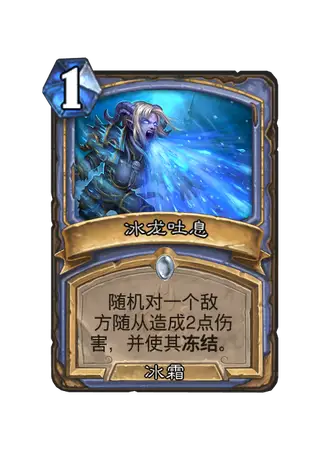 1
冰龙吐息
随机对一个敌
方随从造成2点伤
害，并使其冻结。
冰霜